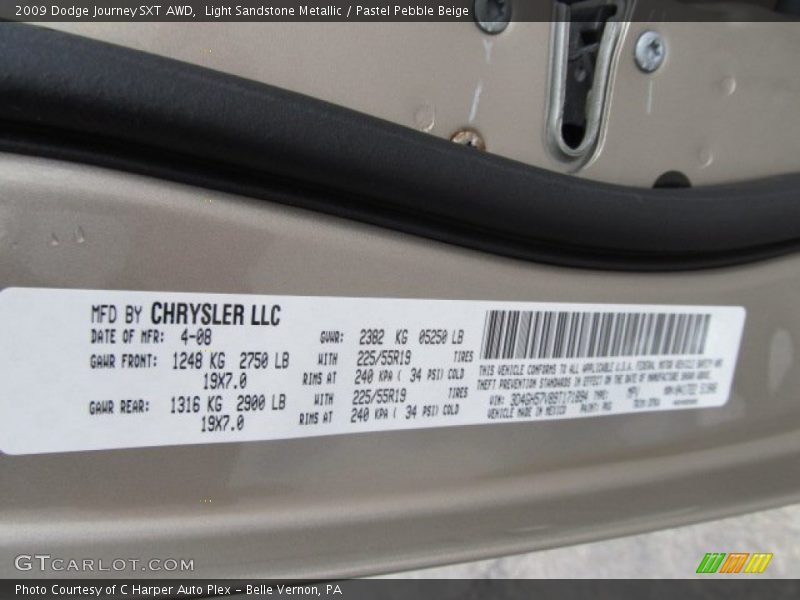 2009 Dodge Journey SXT AWD, Light Sandstone Metallic / Pastel Pebble Beige
MFD BY CHRYSLER LLC
DATE OF MFR: 4-08 GVWR: 2382 KG 05250 LB
GAWR FRONT: 1248 KG 2750 LB WITH 225/55R19 TIRES
19X7.0 RIMS AT 240 KPA ( 34 PSI) COLD
GAWR REAR: 1316 KG 2900 LB WITH 225/55R19 TIRES
19X7.0 RIMS AT 240 KPA ( 34 PSI) COLD
THIS VEHICLE CONFORMS TO ALL APPLICABLE U.S.A. FEDERAL MOTOR VEHICLE SAFETY AND
THEFT PREVENTION STANDARDS IN EFFECT ON THE DATE OF MANUFACTURE SHOWN ABOVE.
VIN: TYPE: MPV
VEHICLE MADE IN MEXICO PAINT:
GTCARLOT.COM
Photo Courtesy of C Harper Auto Plex – Belle Vernon, PA